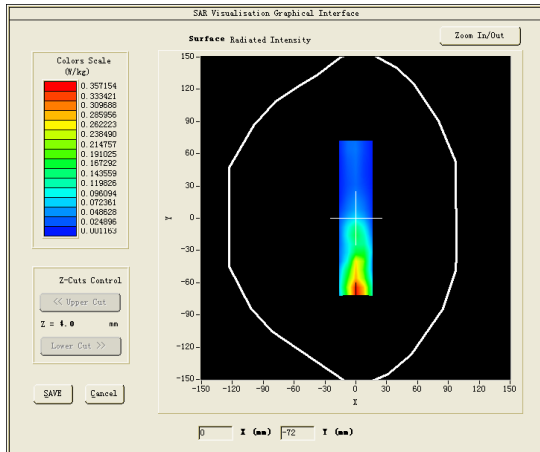 SAR Visualisation Graphical Interface
Surface Radiated Intensity
Zoom In/Out
Colors Scale
(W/kg)
0.357154
0.333421
0.309688
0.285956
0.262223
0.238490
0.214757
0.191025
0.167292
0.143559
0.119826
0.096094
0.072361
0.048628
0.024896
0.001163
Z-Cuts Control
<< Upper Cut
Z = 4.0 mm
Lower Cut >>
SAVE Cancel
150
120
90
60
30
0
-30
-60
-90
-120
-150
Y
-150 -120 -90 -60 -30 0 30 60 90 120 150
X
0 X (mm) -72 Y (mm)